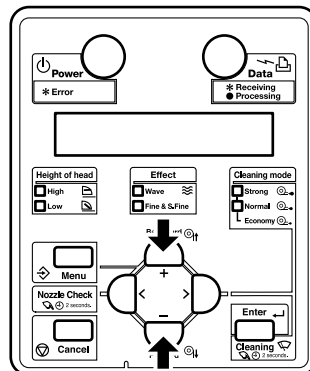 Power
Data
* Error
* Receiving
● Processing
Height of head
High
Low
Effect
Wave
Fine & S.Fine
Cleaning mode
Strong
Normal
Economy
Menu
+
< >
−
Nozzle Check
2 seconds.
Cancel
Enter
Cleaning
2 seconds.